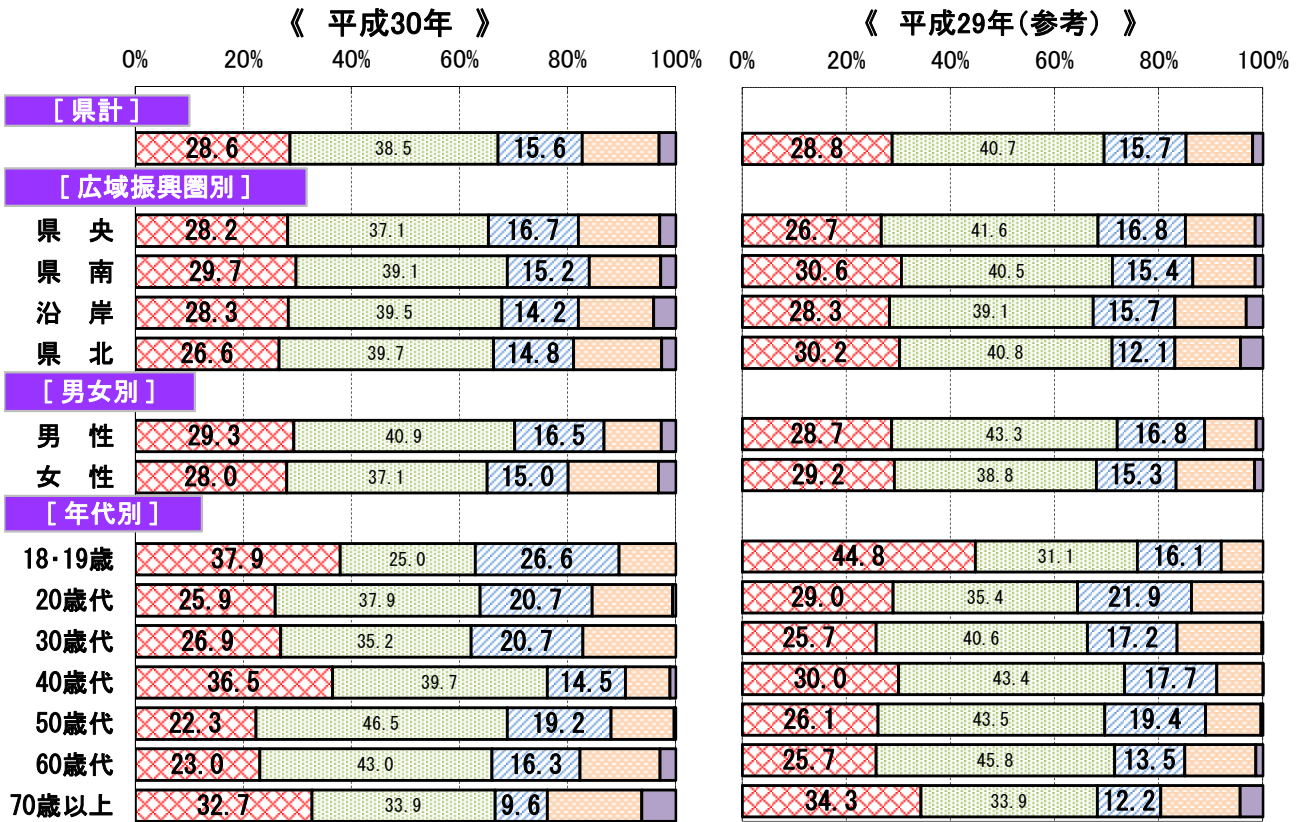 《 平成30年 》 《 平成29年(参考) 》
0% 20% 40% 60% 80% 100% 0% 20% 40% 60% 80% 100%
[ 県計 ]
28.6 38.5 15.6 28.8 40.7 15.7
[ 広域振興圏別 ]
県 央 28.2 37.1 16.7 26.7 41.6 16.8
県 南 29.7 39.1 15.2 30.6 40.5 15.4
沿 岸 28.3 39.5 14.2 28.3 39.1 15.7
県 北 26.6 39.7 14.8 30.2 40.8 12.1
[ 男女別 ]
男 性 29.3 40.9 16.5 28.7 43.3 16.8
女 性 28.0 37.1 15.0 29.2 38.8 15.3
[ 年代別 ]
18・19歳 37.9 25.0 26.6 44.8 31.1 16.1
20歳代 25.9 37.9 20.7 29.0 35.4 21.9
30歳代 26.9 35.2 20.7 25.7 40.6 17.2
40歳代 36.5 39.7 14.5 30.0 43.4 17.7
50歳代 22.3 46.5 19.2 26.1 43.5 19.4
60歳代 23.0 43.0 16.3 25.7 45.8 13.5
70歳以上 32.7 33.9 9.6 34.3 33.9 12.2